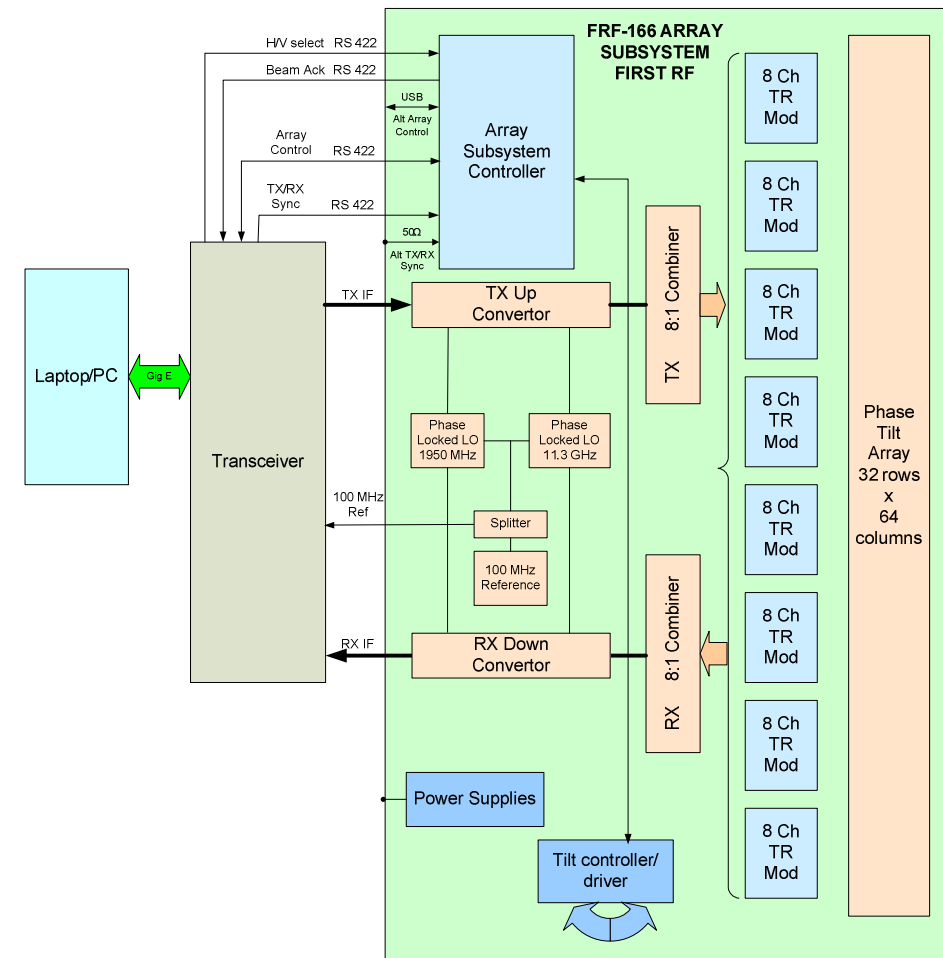 FRF-166 ARRAY
SUBSYSTEM
FIRST RF
H/V select RS 422
Beam Ack RS 422
USB
Alt Array
Control
Array
Control
RS 422
TX/RX
Sync
RS 422
50Ω
Alt TX/RX
Sync
Array
Subsystem
Controller
Laptop/PC
Gig E
Transceiver
TX IF
TX Up
Convertor
TX 8:1 Combiner
Phase
Locked LO
1950 MHz
Phase
Locked LO
11.3 GHz
100 MHz
Ref
Splitter
100 MHz
Reference
RX IF
RX Down
Convertor
RX 8:1 Combiner
Power Supplies
Tilt controller/
driver
8 Ch
TR
Mod
8 Ch
TR
Mod
8 Ch
TR
Mod
8 Ch
TR
Mod
8 Ch
TR
Mod
8 Ch
TR
Mod
8 Ch
TR
Mod
8 Ch
TR
Mod
Phase
Tilt
Array
32 rows
x
64
columns